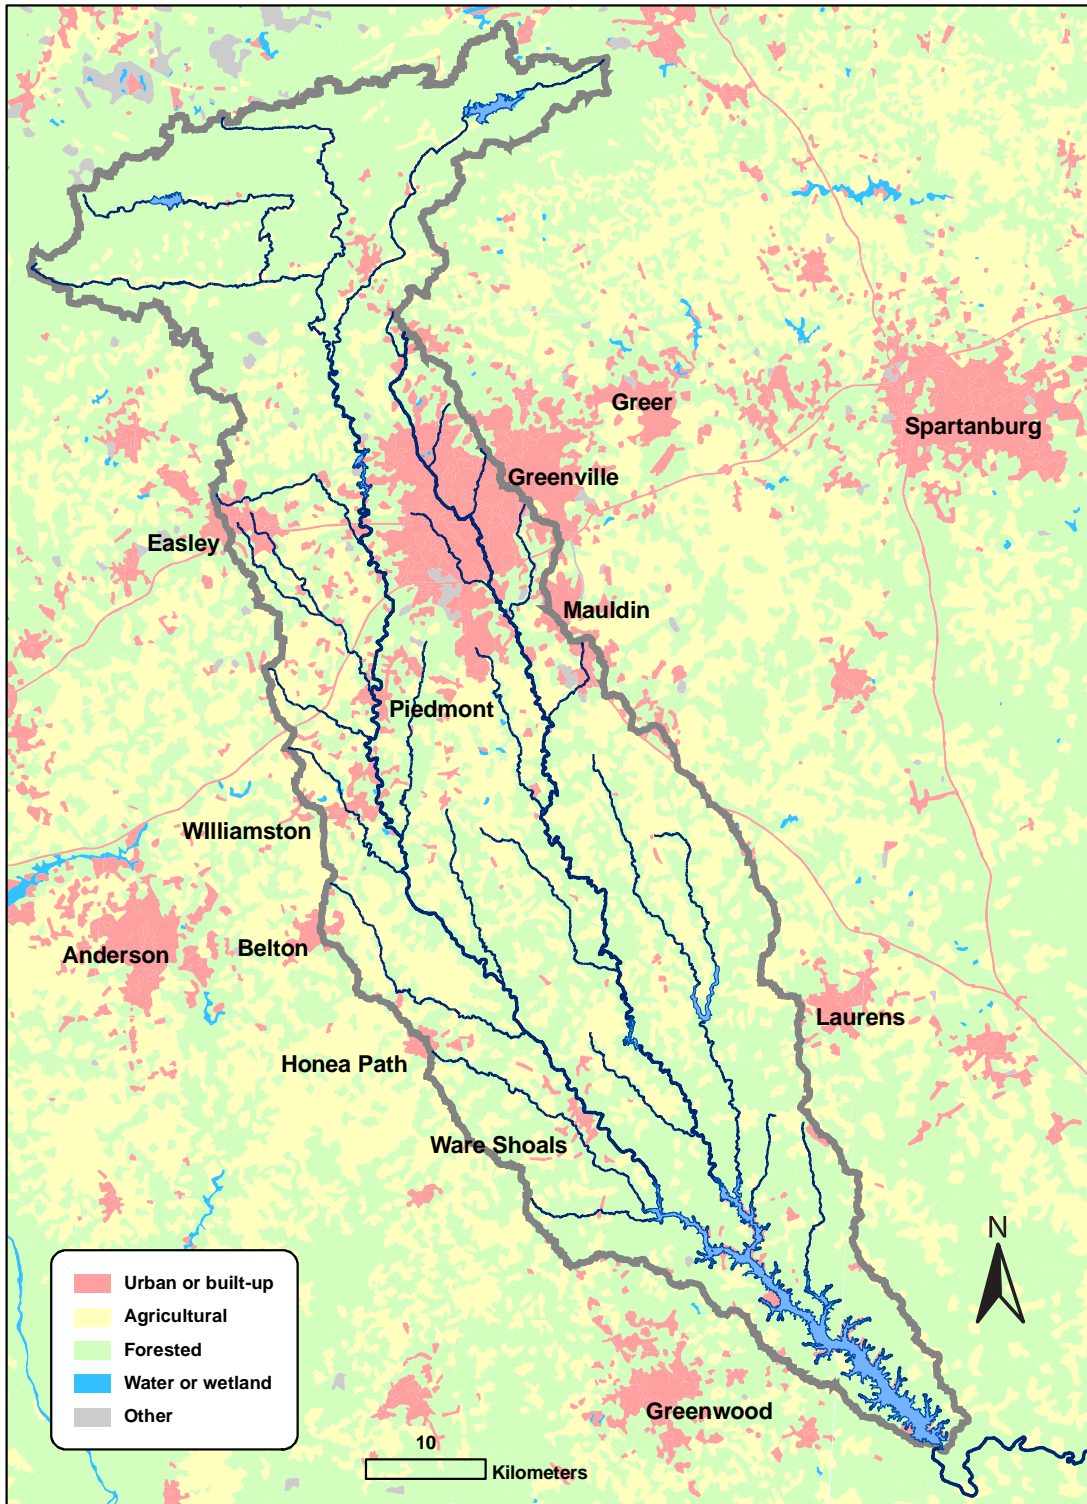 Greer
Spartanburg
Greenville
Easley
Mauldin
Piedmont
WIlliamston
Anderson
Belton
Laurens
Honea Path
Ware Shoals
N
Urban or built-up
Agricultural
Forested
Water or wetland
Other
Greenwood
10
Kilometers